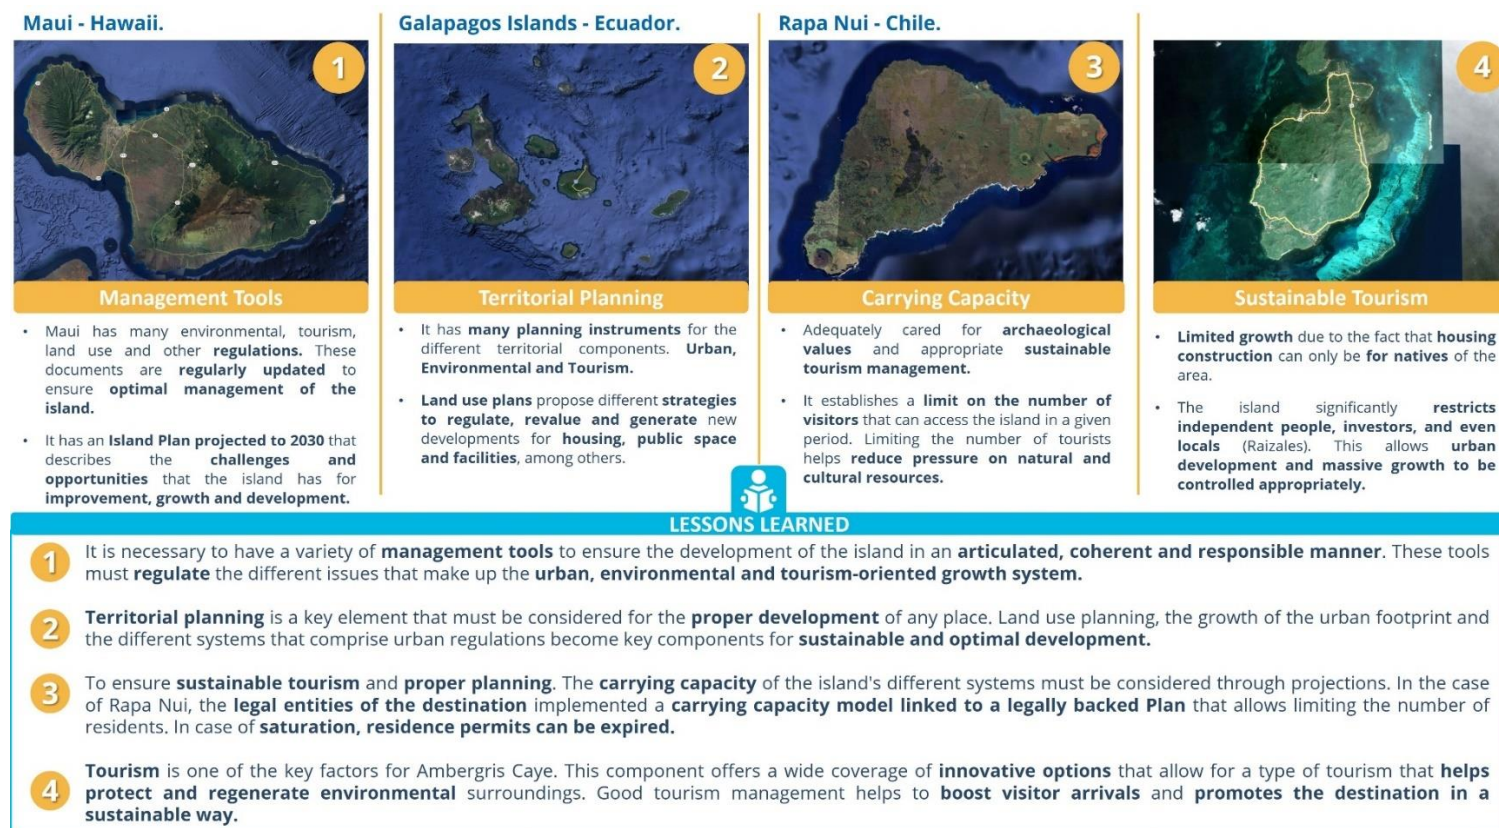 Maui - Hawaii.
1
Management Tools
• Maui has many environmental, tourism,
land use and other regulations. These
documents are regularly updated to
ensure optimal management of the
island.
• It has an Island Plan projected to 2030 that
describes the challenges and
opportunities that the island has for
improvement, growth and development.
Galapagos Islands - Ecuador.
2
Territorial Planning
• It has many planning instruments for the
different territorial components. Urban,
Environmental and Tourism.
• Land use plans propose different strategies
to regulate, revalue and generate new
developments for housing, public space
and facilities, among others.
Rapa Nui - Chile.
3
Carrying Capacity
• Adequately cared for archaeological
values and appropriate sustainable
tourism management.
• It establishes a limit on the number of
visitors that can access the island in a given
period. Limiting the number of tourists
helps reduce pressure on natural and
cultural resources.
4
Sustainable Tourism
• Limited growth due to the fact that housing
construction can only be for natives of the
area.
• The island significantly restricts
independent people, investors, and even
locals (Raizales). This allows urban
development and massive growth to be
controlled appropriately.
LESSONS LEARNED
1
It is necessary to have a variety of management tools to ensure the development of the island in an articulated, coherent and responsible manner. These tools
must regulate the different issues that make up the urban, environmental and tourism-oriented growth system.
2
Territorial planning is a key element that must be considered for the proper development of any place. Land use planning, the growth of the urban footprint and
the different systems that comprise urban regulations become key components for sustainable and optimal development.
3
To ensure sustainable tourism and proper planning. The carrying capacity of the island's different systems must be considered through projections. In the case
of Rapa Nui, the legal entities of the destination implemented a carrying capacity model linked to a legally backed Plan that allows limiting the number of
residents. In case of saturation, residence permits can be expired.
4
Tourism is one of the key factors for Ambergris Caye. This component offers a wide coverage of innovative options that allow for a type of tourism that helps
protect and regenerate environmental surroundings. Good tourism management helps to boost visitor arrivals and promotes the destination in a
sustainable way.